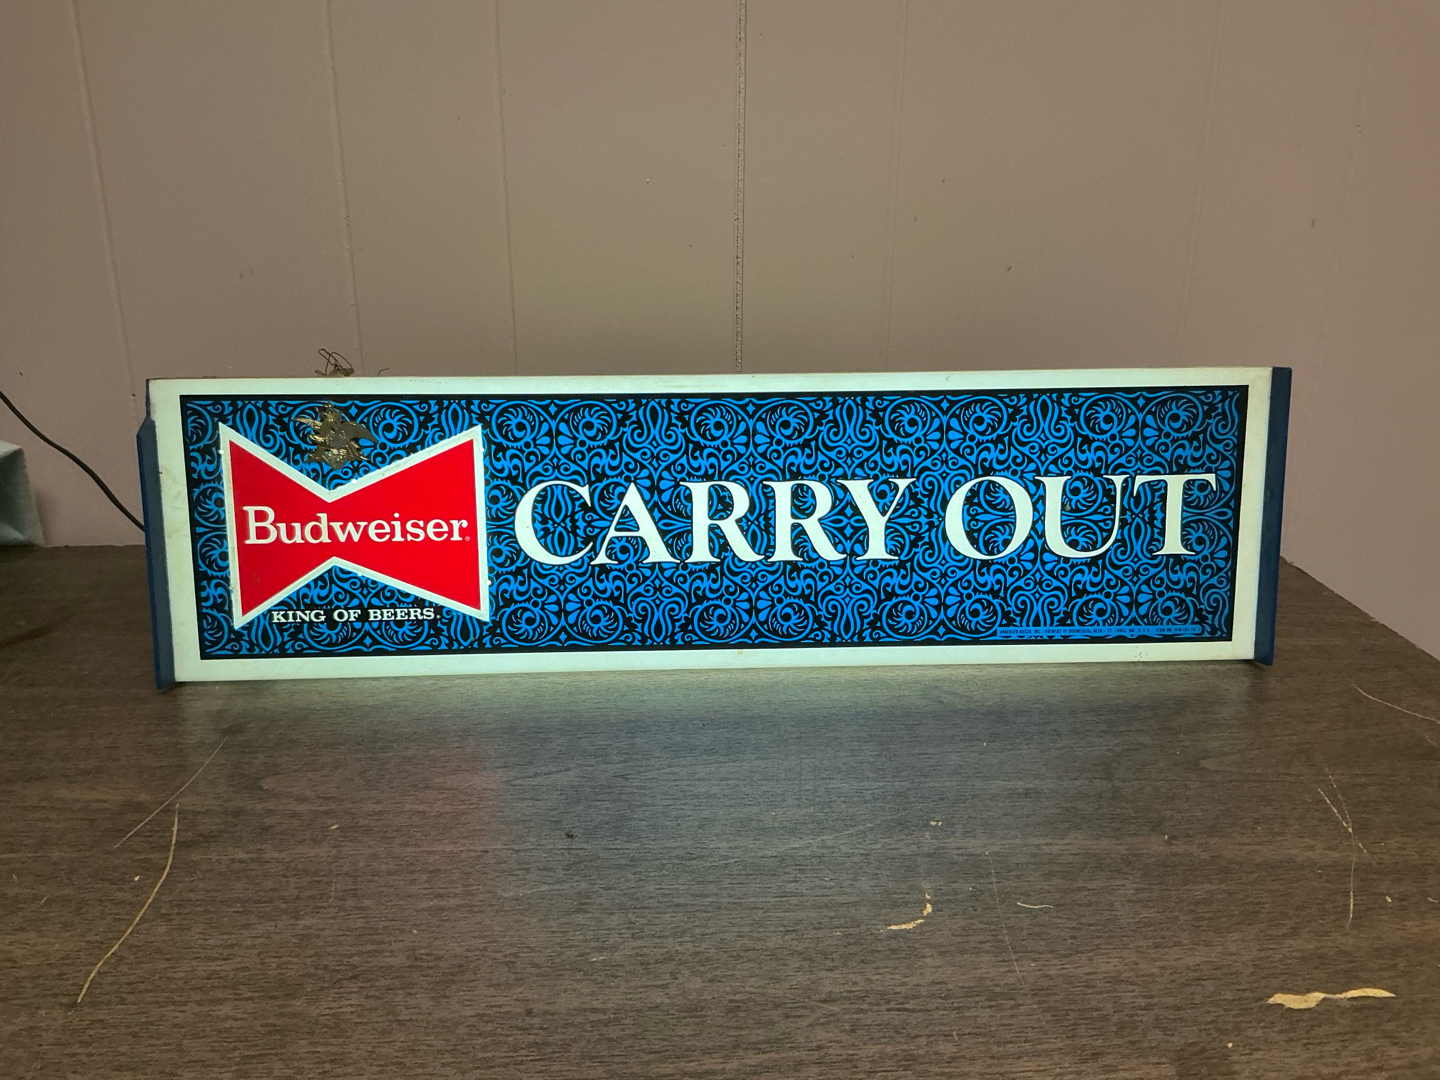 Budweiser®
CARRY OUT
KING OF BEERS.